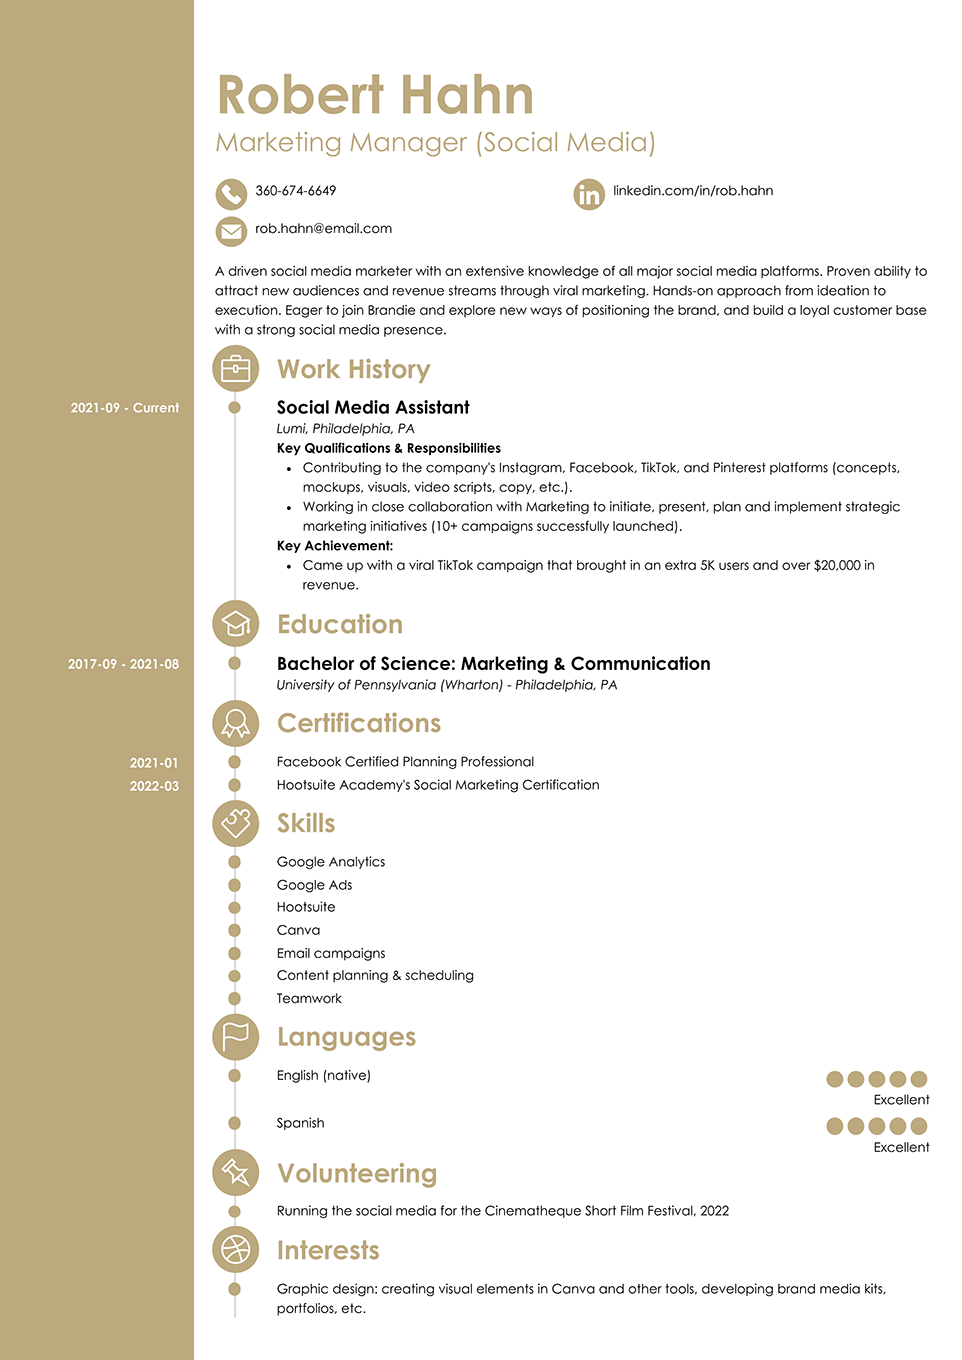 Robert Hahn
Marketing Manager (Social Media)
360-674-6649
linkedin.com/in/rob.hahn
rob.hahn@email.com
A driven social media marketer with an extensive knowledge of all major social media platforms. Proven ability to
attract new audiences and revenue streams through viral marketing. Hands-on approach from ideation to
execution. Eager to join Brandie and explore new ways of positioning the brand, and build a loyal customer base
with a strong social media presence.
Work History
2021-09 - Current
Social Media Assistant
Lumi, Philadelphia, PA
Key Qualifications & Responsibilities
• Contributing to the company's Instagram, Facebook, TikTok, and Pinterest platforms (concepts,
mockups, visuals, video scripts, copy, etc.).
• Working in close collaboration with Marketing to initiate, present, plan and implement strategic
marketing initiatives (10+ campaigns successfully launched).
Key Achievement:
• Came up with a viral TikTok campaign that brought in an extra 5K users and over $20,000 in
revenue.
Education
2017-09 - 2021-08
Bachelor of Science: Marketing & Communication
University of Pennsylvania (Wharton) - Philadelphia, PA
Certifications
2021-01
Facebook Certified Planning Professional
2022-03
Hootsuite Academy's Social Marketing Certification
Skills
Google Analytics
Google Ads
Hootsuite
Canva
Email campaigns
Content planning & scheduling
Teamwork
Languages
English (native)
Excellent
Spanish
Excellent
Volunteering
Running the social media for the Cinematheque Short Film Festival, 2022
Interests
Graphic design: creating visual elements in Canva and other tools, developing brand media kits,
portfolios, etc.